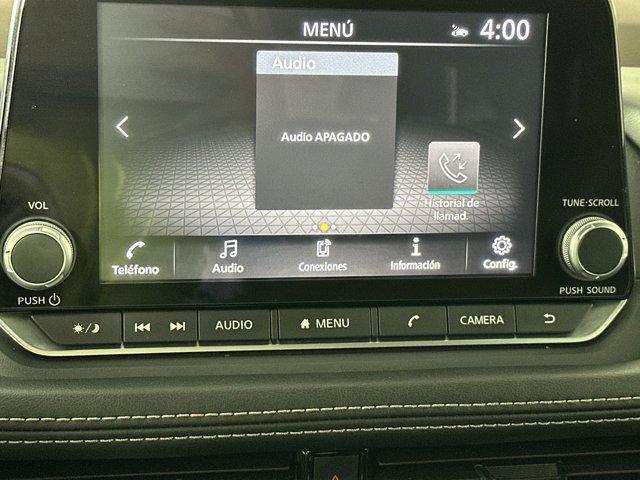 MENÚ
4:00
Audio
Audio APAGADO
Historial de
llamad.
Teléfono
Audio
Conexiones
Información
Config.
VOL
PUSH
TUNE·SCROLL
PUSH SOUND
AUDIO
MENU
CAMERA